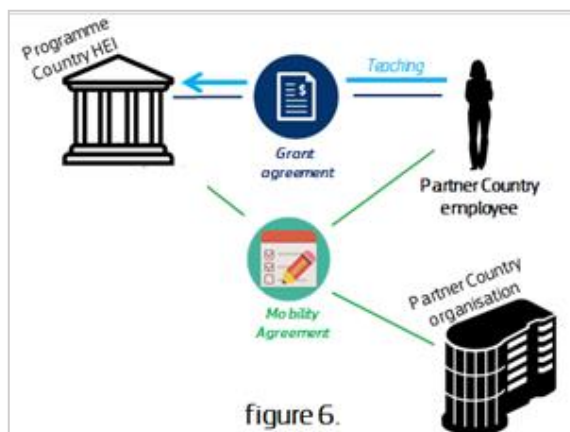 Programme
Country HEI
Teaching
$
Grant
agreement
Partner Country
employee
Partner Country
organisation
Mobility
Agreement
figure 6.